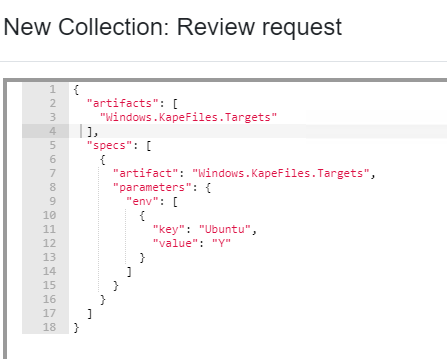 New Collection: Review request
1 {
2 "artifacts": [
3 "Windows.KapeFiles.Targets"
4 ],
5 "specs": [
6 {
7 "artifact": "Windows.KapeFiles.Targets",
8 "parameters": {
9 "env": [
10 {
11 "key": "Ubuntu",
12 "value": "Y"
13 }
14 ]
15 }
16 }
17 ]
18 }